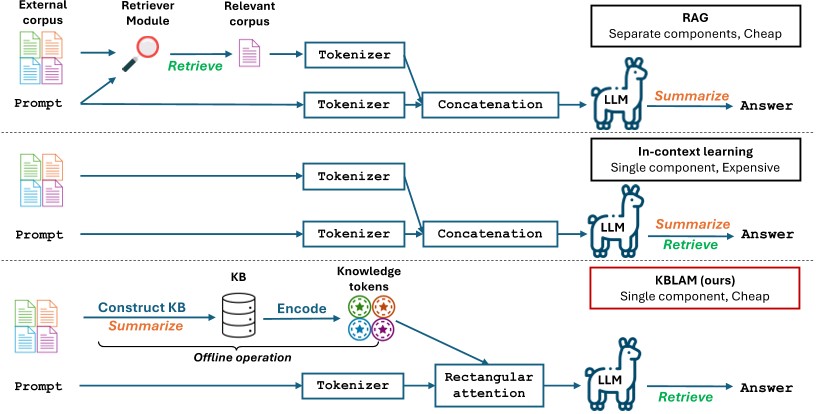 External
corpus
Retriever
Module
Relevant
corpus
RAG
Separate components, Cheap
Retrieve
Tokenizer
Prompt
Tokenizer
Concatenation
LLM
Summarize
Answer
In-context learning
Single component, Expensive
Tokenizer
Prompt
Tokenizer
Concatenation
LLM
Summarize
Retrieve
Answer
KBLAM (ours)
Single component, Cheap
KB
Knowledge
tokens
Construct KB
Summarize
Encode
Offline operation
Prompt
Tokenizer
Rectangular
attention
LLM
Retrieve
Answer